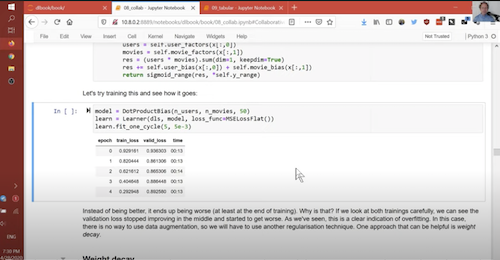 dlbook/book/
08_collab - Jupyter Notebook
09_tabular - Jupyter Notebook
10.8.0.2:8885/notebooks/dlbook/book/08_collab.ipynb#Collaborati
File Edit View Insert Cell Kernel Navigate Widgets Help
Not Trusted
Python 3
users = self.user_factors(x[:,0])
movies = self.movie_factors(x[:,1])
res = (users * movies).sum(dim=1, keepdim=True)
res += self.user_bias(x[:,0]) + self.movie_bias(x[:,1])
return sigmoid_range(res, *self.y_range)
Let's try training this and see how it goes:
In [ ]:
model = DotProductBias(n_users, n_movies, 50)
learn = Learner(dls, model, loss_func=MSELossFlat())
learn.fit_one_cycle(5, 5e-3)
epoch train_loss valid_loss time
0 0.929161 0.936303 00:13
1 0.820444 0.861306 00:13
2 0.621612 0.865306 00:14
3 0.404648 0.886448 00:13
4 0.292948 0.892580 00:13
Instead of being better, it ends up being worse (at least at the end of training). Why is that? If we look at both trainings carefully, we can see the
validation loss stopped improving in the middle and started to get worse. As we've seen, this is a clear indication of overfitting. In this case,
there is no way to use data augmentation, so we will have to use another regularisation technique. One approach that can be helpful is weight
decay.
Weight decay
7:38 PM
4/28/2020